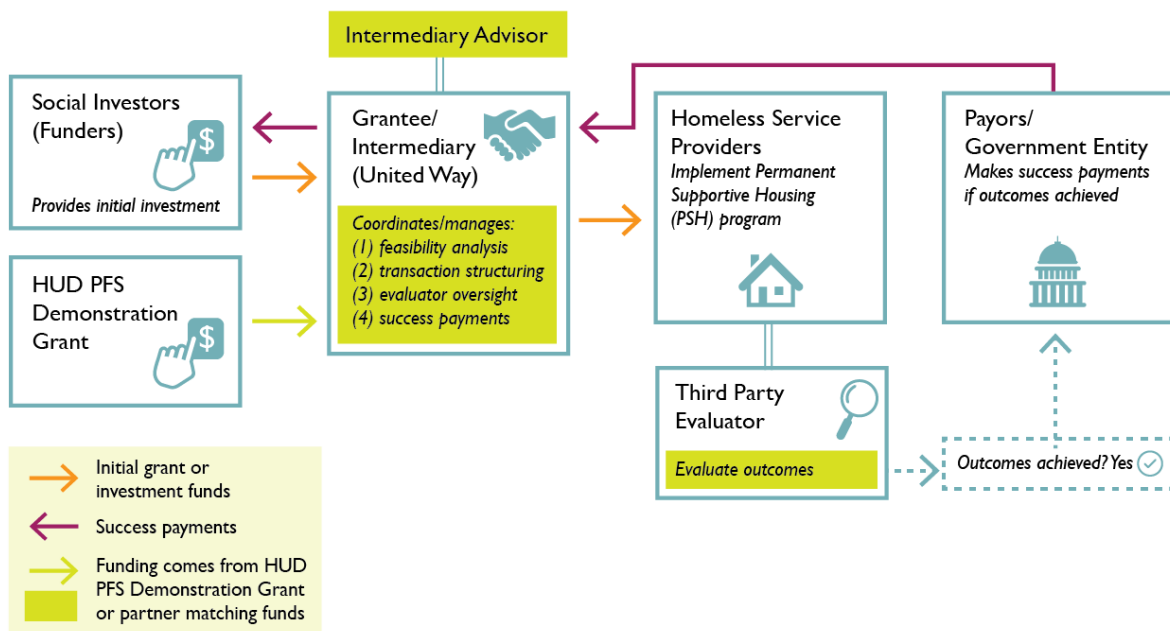 Intermediary Advisor
Social Investors
(Funders)
$
Provides initial investment
Grantee/
Intermediary
(United Way)
Coordinates/manages:
(1) feasibility analysis
(2) transaction structuring
(3) evaluator oversight
(4) success payments
Homeless Service
Providers
Implement Permanent
Supportive Housing
(PSH) program
Payors/
Government Entity
Makes success payments
if outcomes achieved
HUD PFS
Demonstration
Grant
$
Third Party
Evaluator
Evaluate outcomes
Outcomes achieved? Yes
Initial grant or
investment funds
Success payments
Funding comes from HUD
PFS Demonstration Grant
or partner matching funds